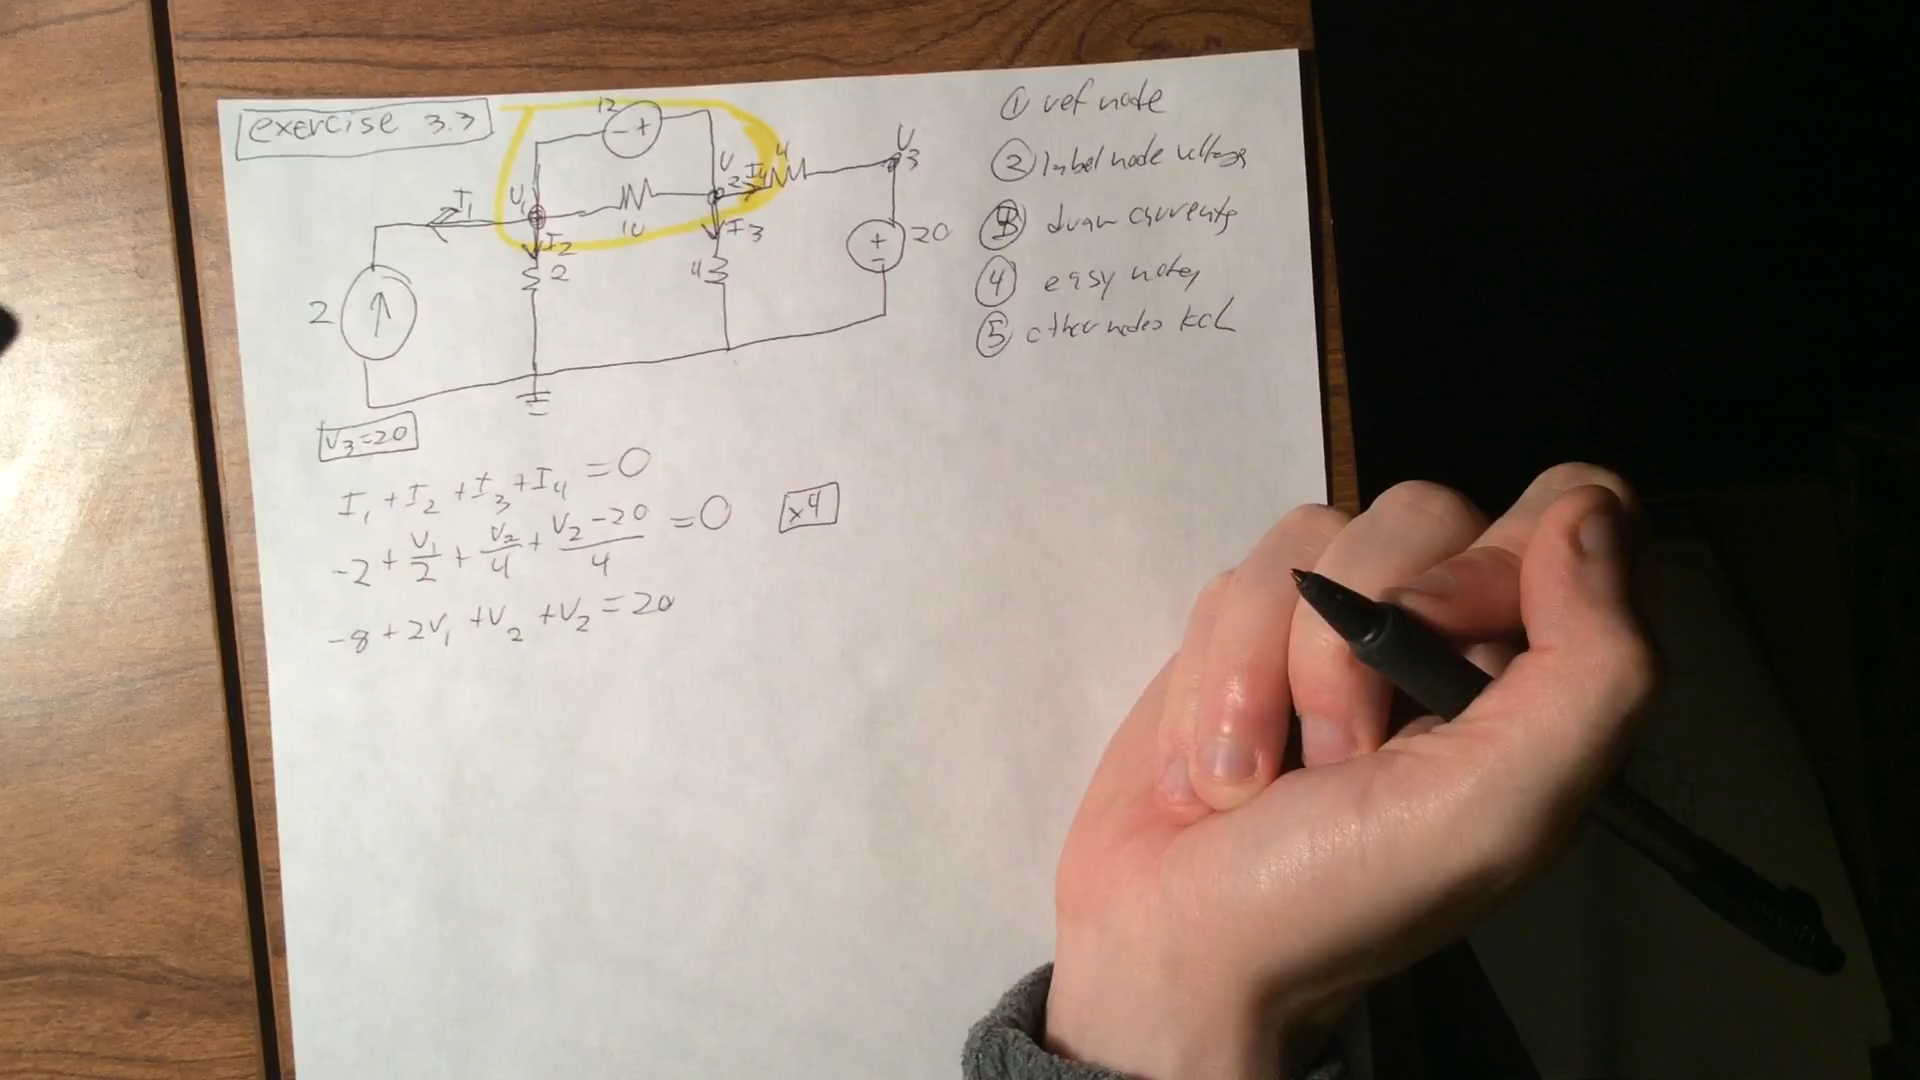 exercise 3.3
12
- +
V1
V2
I4
4
V3
I1
10
I2
I3
2
4
+
-
20
2
V3=20
I1 + I2 + I3 + I4 = 0
-2 + V1/2 + V2/4 + (V2-20)/4 = 0 x4
-8 + 2V1 + V2 + V2 = 20
① ref node
② label node voltages
③ draw currents
④ easy nodes
⑤ other nodes KCL